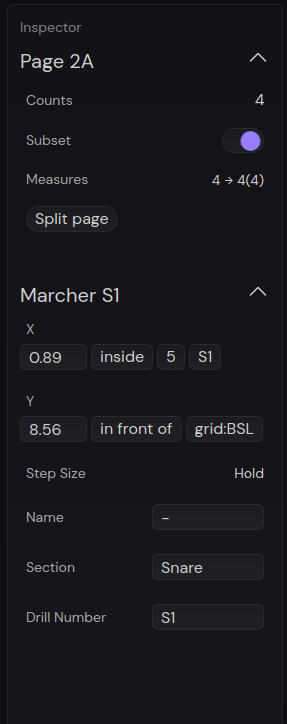 Inspector
Page 2A
Counts 4
Subset
Measures 4 → 4(4)
Split page
Marcher S1
X
0.89 inside 5 S1
Y
8.56 in front of grid:BSL
Step Size Hold
Name -
Section Snare
Drill Number S1